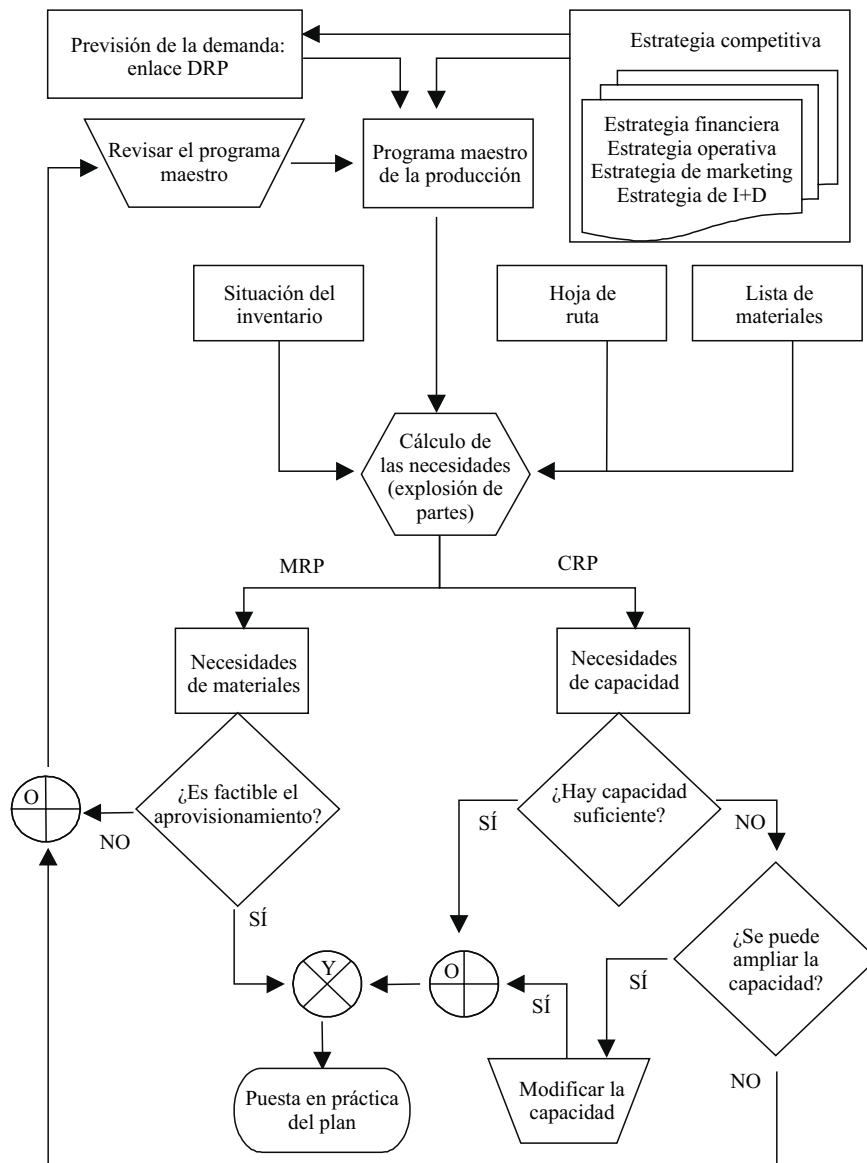 Previsión de la demanda:
enlace DRP
Estrategia competitiva
Estrategia financiera
Estrategia operativa
Estrategia de marketing
Estrategia de I+D
Revisar el programa
maestro
Programa maestro
de la producción
Situación del
inventario
Hoja de
ruta
Lista de
materiales
Cálculo de
las necesidades
(explosión de
partes)
MRP
CRP
Necesidades
de materiales
Necesidades
de capacidad
¿Es factible el
aprovisionamiento?
¿Hay capacidad
suficiente?
O
NO
SÍ
SÍ
NO
¿Se puede
ampliar la
capacidad?
Y
O
SÍ
SÍ
Puesta en práctica
del plan
Modificar la
capacidad
NO